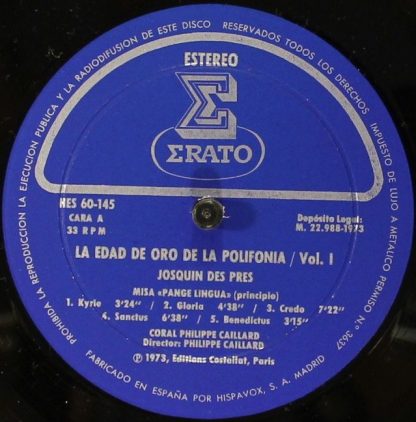 PROHIBIDA LA REPRODUCCION LA EJECUCION PUBLICA Y LA RADIODIFUSION DE ESTE DISCO
RESERVADOS TODOS LOS DERECHOS
IMPUESTO DE LUJO A METALICO PERMISO Nº 3637
ESTEREO
ΣRATO
HES 60-145
CARA A
33 RPM
Depósito Legal:
M. 22.988-1973
LA EDAD DE ORO DE LA POLIFONIA / Vol. I
JOSQUIN DES PRES
MISA «PANGE LINGUA» (principio)
1. Kyrie 3'24" / 2. Gloria 4'38" / 3. Credo 7'22"
4. Sanctus 6'38" / 5. Benedictus 3'15"
CORAL PHILIPPE CAILLARD
Director: PHILIPPE CAILLARD
Ⓟ 1973, Editions Costallat, Paris
FABRICADO EN ESPAÑA POR HISPAVOX, S. A. MADRID